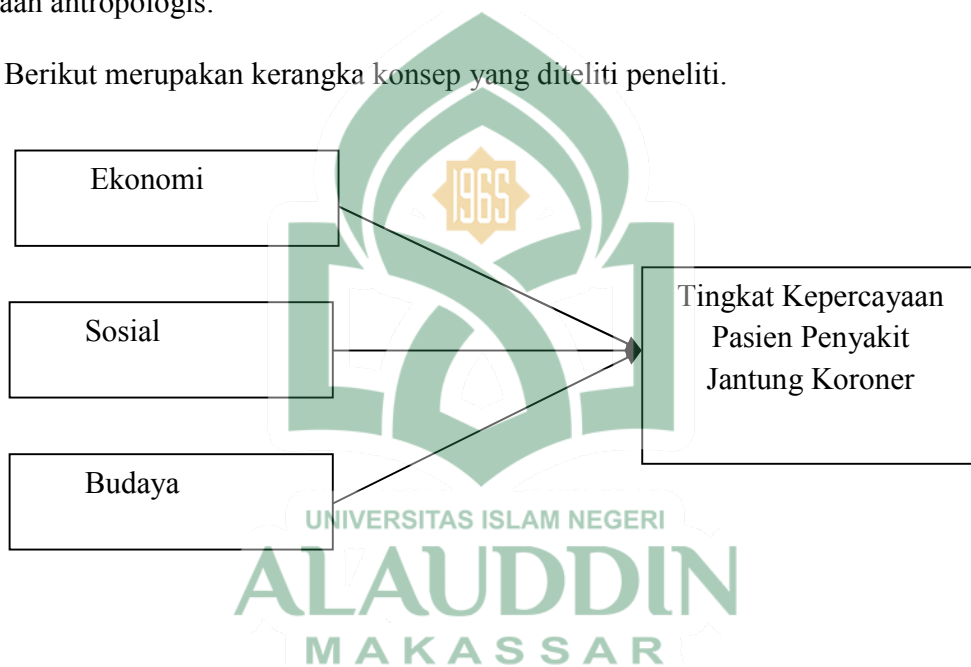 antropologis.
Berikut merupakan kerangka konsep yang diteliti peneliti.
Ekonomi
1965
Sosial
Tingkat Kepercayaan
Pasien Penyakit
Jantung Koroner
Budaya
UNIVERSITAS ISLAM NEGERI
ALAUDDIN
MAKASSAR